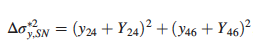 Δσ*²y,SN = (y24 + Y24)² + (y46 + Y46)²